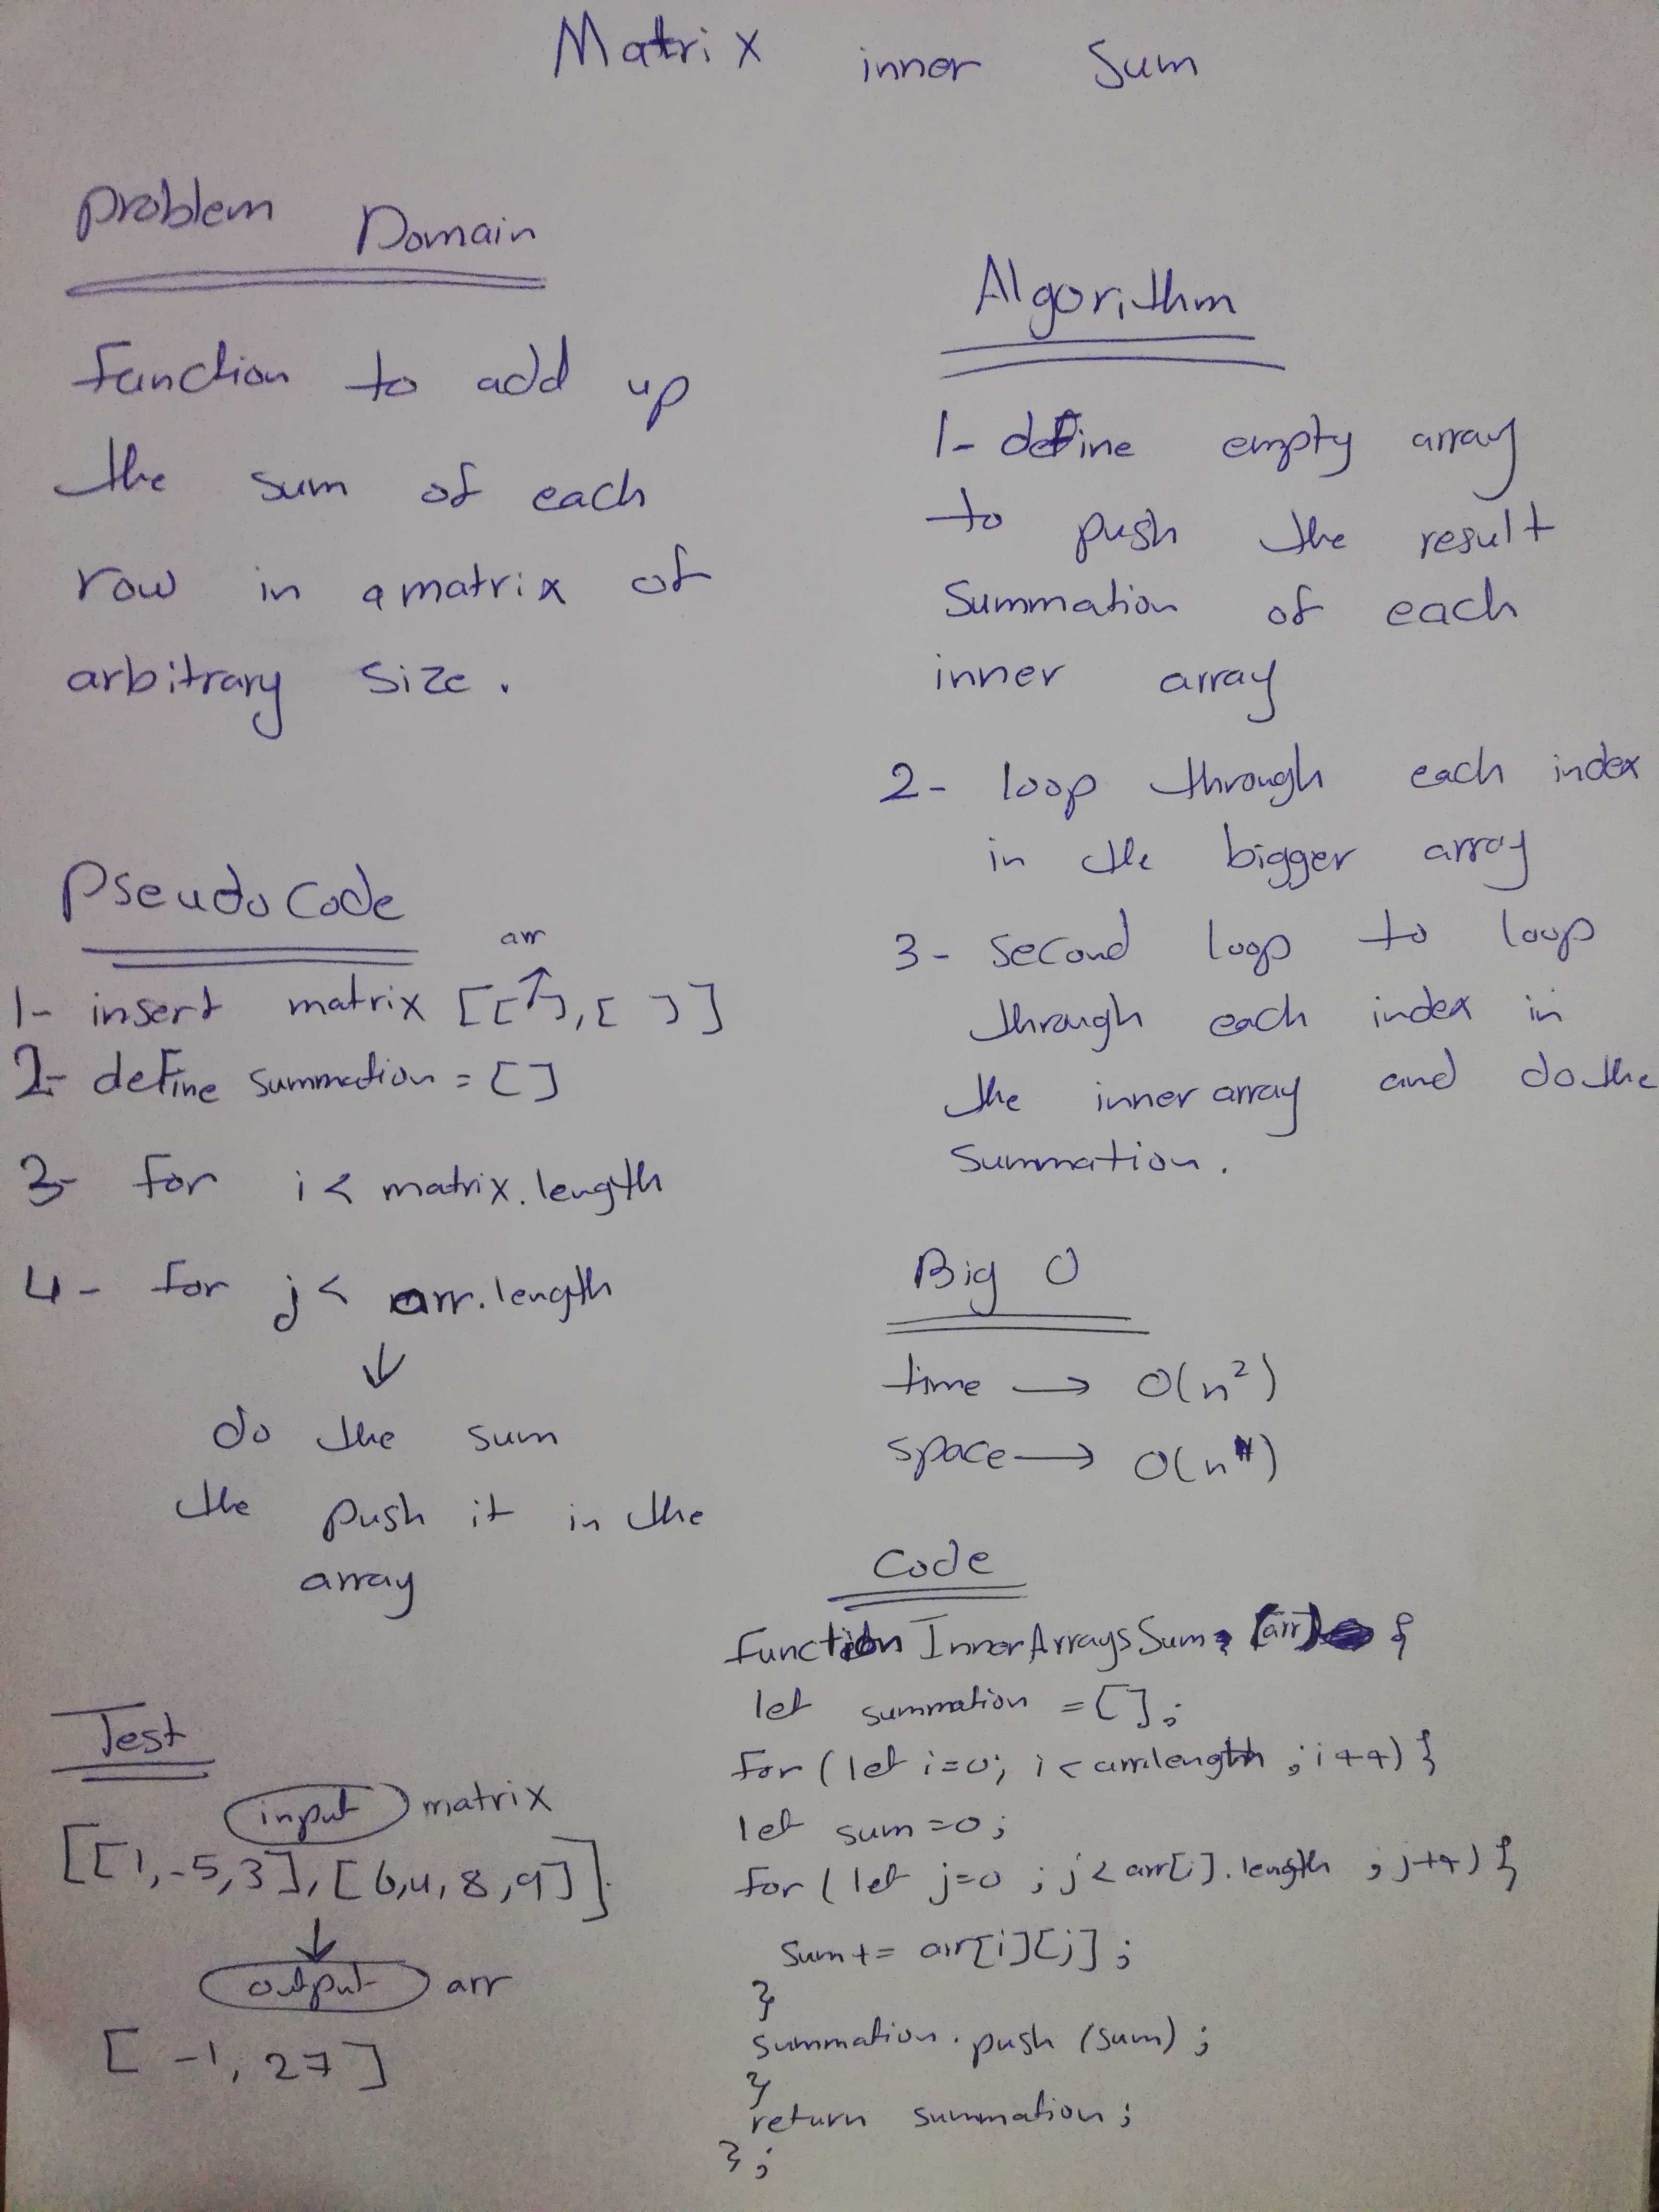 Matrix inner Sum
Problem Domain
Function to add up
the sum of each
row in a matrix of
arbitrary size.
Pseudo Code
arr
1- insert matrix [[ ], [ ]]
2- define summation = []
3- for i < matrix.length
4- for j < arr.length
↓
do the sum
the push it in the
array
Test
input matrix
[[1,-5,3], [6,4,8,9]].
↓
output arr
[ -1, 27 ]
Algorithm
1- define empty array
to push the result
Summation of each
inner array
2- loop through each index
in the bigger array
3- Second loop to loop
through each index in
the inner array and do the
summation.
Big O
time → O(n²)
space → O(n)
Code
function InnerArraysSum (arr) {
let summation = [];
for (let i=0; i < arr.length ; i++) {
let sum = 0;
for (let j=0 ; j < arr[i].length ; j++) {
sum += arr[i][j];
}
summation.push (sum) ;
}
return summation;
};